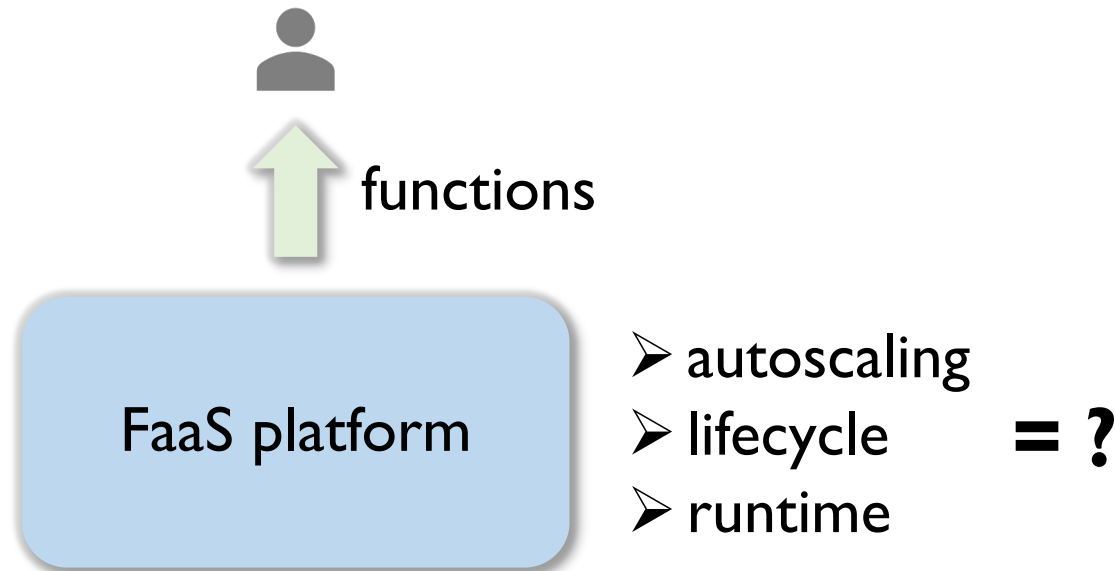 functions
FaaS platform
➢ autoscaling
➢ lifecycle
➢ runtime
= ?